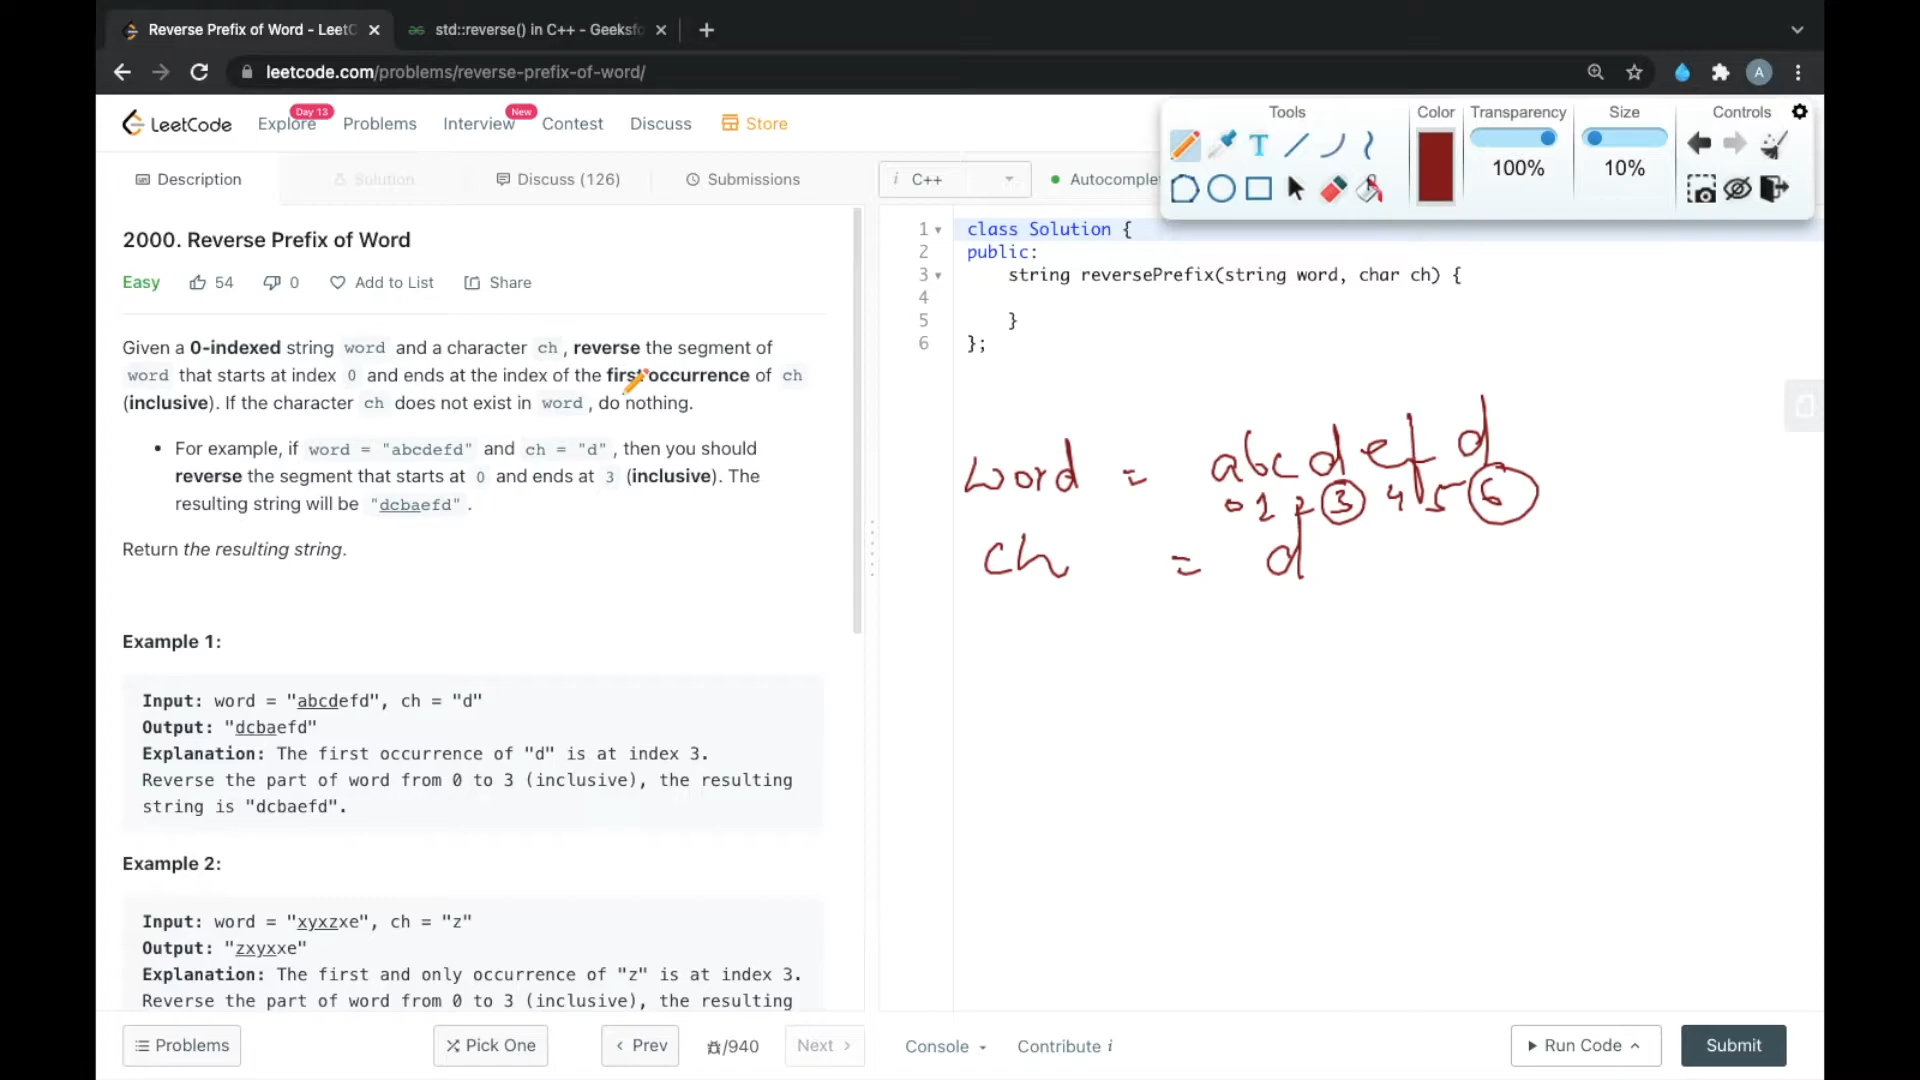 Reverse Prefix of Word - LeetC
std::reverse() in C++ - Geeksfo
leetcode.com/problems/reverse-prefix-of-word/
A
LeetCode
Explore
Day 13
Problems
Interview
New
Contest
Discuss
Store
Tools
Color
Transparency
Size
Controls
100%
10%
Description
Solution
Discuss (126)
Submissions
i C++
Autocomplet
2000. Reverse Prefix of Word
Easy 54 0 Add to List Share
Given a 0-indexed string word and a character ch, reverse the segment of
word that starts at index 0 and ends at the index of the first occurrence of ch
(inclusive). If the character ch does not exist in word, do nothing.
• For example, if word = "abcdefd" and ch = "d", then you should
reverse the segment that starts at 0 and ends at 3 (inclusive). The
resulting string will be "dcbaefd".
Return the resulting string.
Example 1:
Input: word = "abcdefd", ch = "d"
Output: "dcbaefd"
Explanation: The first occurrence of "d" is at index 3.
Reverse the part of word from 0 to 3 (inclusive), the resulting
string is "dcbaefd".
Example 2:
Input: word = "xyxzxe", ch = "z"
Output: "zxyxxe"
Explanation: The first and only occurrence of "z" is at index 3.
Reverse the part of word from 0 to 3 (inclusive), the resulting
1 class Solution {
2 public:
3 string reversePrefix(string word, char ch) {
4
5 }
6 };
word = abcdefd
0 1 2 3 4 5 6
ch = d
Problems
Pick One
Prev
/940
Next
Console
Contribute i
Run Code
Submit